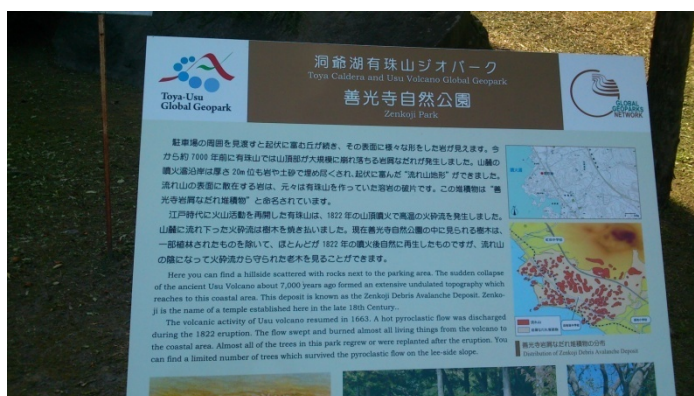 洞爺湖有珠山ジオパーク
Toya Caldera and Usu Volcano Global Geopark
善光寺自然公園
Zenkoji Park
Toya-Usu
Global Geopark
GLOBAL
GEOPARKS
NETWORK
駐車場の周囲を見渡すと起伏に富む丘が続き、その表面に様々な形をした岩が見えます。今
から約7000年前に有珠山では山頂部が大規模に崩れ落ちる岩屑なだれが発生しました。山麓の
噴火湾沿岸は厚さ20m位も岩や土砂で埋め尽くされ、起伏に富んだ“流れ山地形”ができました。
流れ山の表面に散在する岩は、元々は有珠山を作っていた溶岩の破片です。この堆積物は“善
光寺岩屑なだれ堆積物”と命名されています。
江戸時代に火山活動を再開した有珠山は、1822年の山頂噴火で高温の火砕流を発生しました。
山麓に流れ下った火砕流は樹木を焼き払いました。現在善光寺自然公園の中に見られる樹木は、
一部植林されたものを除いて、ほとんどが1822年の噴火後自然に再生したものですが、流れ山
の陰になって火砕流から守られた老木を見ることができます。
Here you can find a hillside scattered with rocks next to the parking area. The sudden collapse
of the ancient Usu Volcano about 7,000 years ago formed an extensive undulated topography which
reaches to this coastal area. This deposit is known as the Zenkoji Debris Avalanche Deposit. Zenko-
ji is the name of a temple established here in the late 18th Century..
The volcanic activity of Usu volcano resumed in 1663. A hot pyroclastic flow was discharged
during the 1822 eruption. The flow swept and burned almost all living things from the volcano to
the coastal area. Almost all of the trees in this park regrew or were replanted after the eruption. You
can find a limited number of trees which survived the pyroclastic flow on the lee-side slope.
善光寺岩屑なだれ堆積物の分布
Distribution of Zenkoji Debris Avalanche Deposit